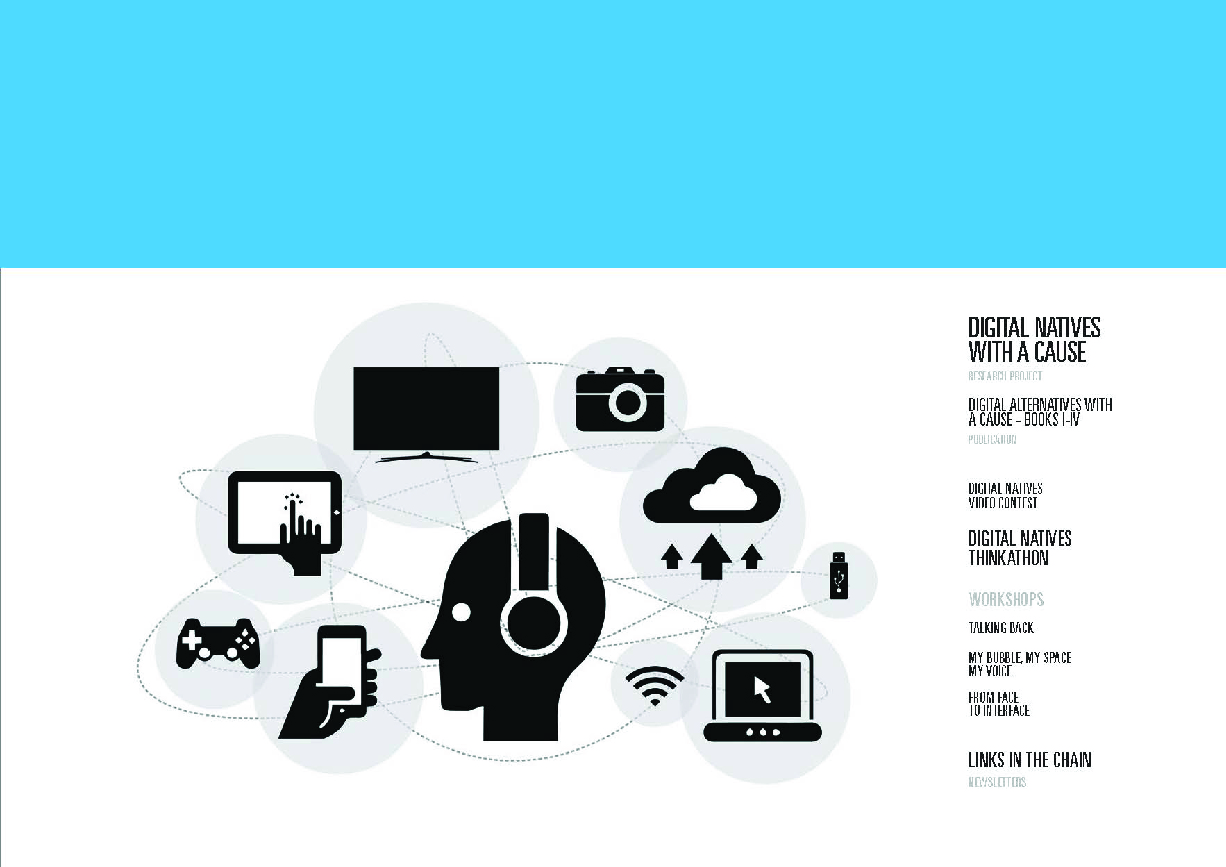 DIGITAL NATIVES
WITH A CAUSE
RESEARCH PROJECT
DIGITAL ALTERNATIVES WITH
A CAUSE - BOOKS I-IV
PUBLICATION
DIGITAL NATIVES
VIDEO CONTEST
DIGITAL NATIVES
THINKATHON
WORKSHOPS
TALKING BACK
MY BUBBLE, MY SPACE
MY VOICE
FROM FACE
TO INTERFACE
LINKS IN THE CHAIN
NEWSLETTERS